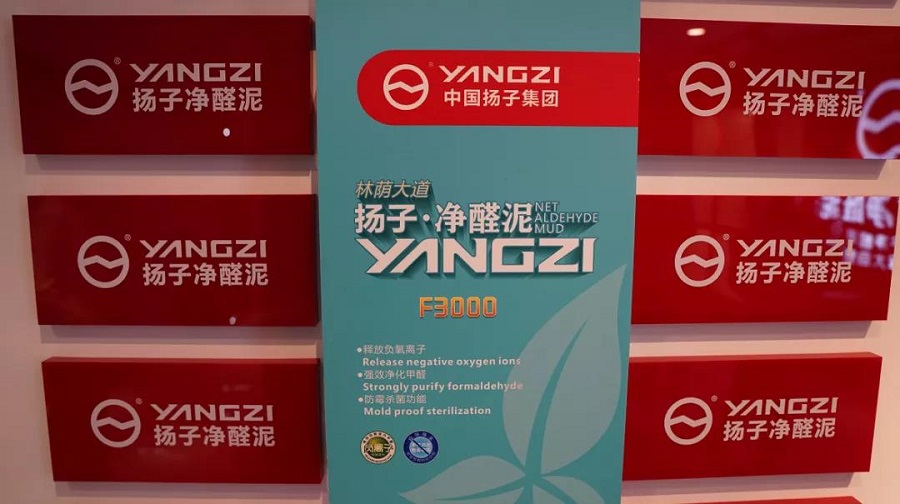 YANGZI
扬子净醛泥
YANGZI
扬子净醛泥
YANGZI
扬子净醛泥
YANGZI
中国扬子集团
林荫大道
扬子·净醛泥
NET
ALDEHYDE
MUD
YANGZI
F3000
•释放负氧离子
Release negative oxygen ions
•强效净化甲醛
Strongly purify formaldehyde
•防霉杀菌功能
Mold proof sterilization
负离子
YANGZI
扬子净醛泥
YANGZI
扬子净醛泥
YANGZI
扬子净醛泥